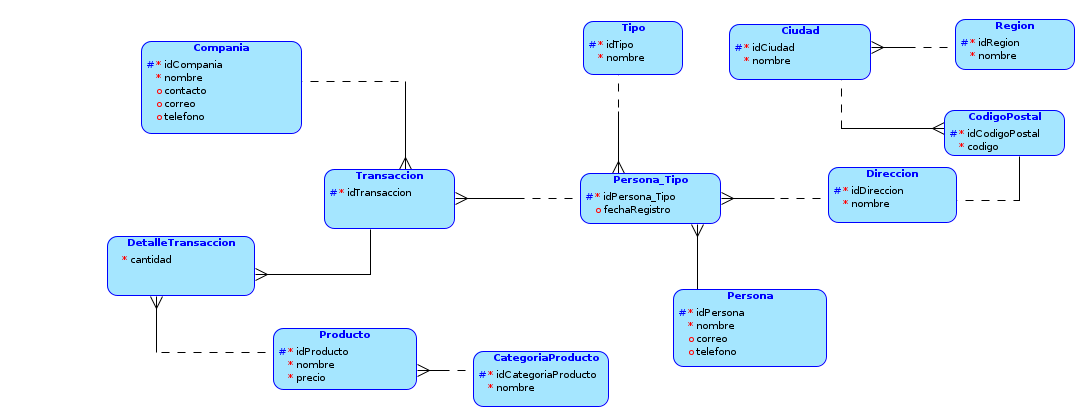 Compania
#* idCompania
* nombre
o contacto
o correo
o telefono
Tipo
#* idTipo
* nombre
Ciudad
#* idCiudad
* nombre
Region
#* idRegion
* nombre
CodigoPostal
#* idCodigoPostal
* codigo
Transaccion
#* idTransaccion
Persona_Tipo
#* idPersona_Tipo
o fechaRegistro
Direccion
#* idDireccion
* nombre
DetalleTransaccion
* cantidad
Persona
#* idPersona
* nombre
o correo
o telefono
Producto
#* idProducto
* nombre
* precio
CategoriaProducto
#* idCategoriaProducto
* nombre